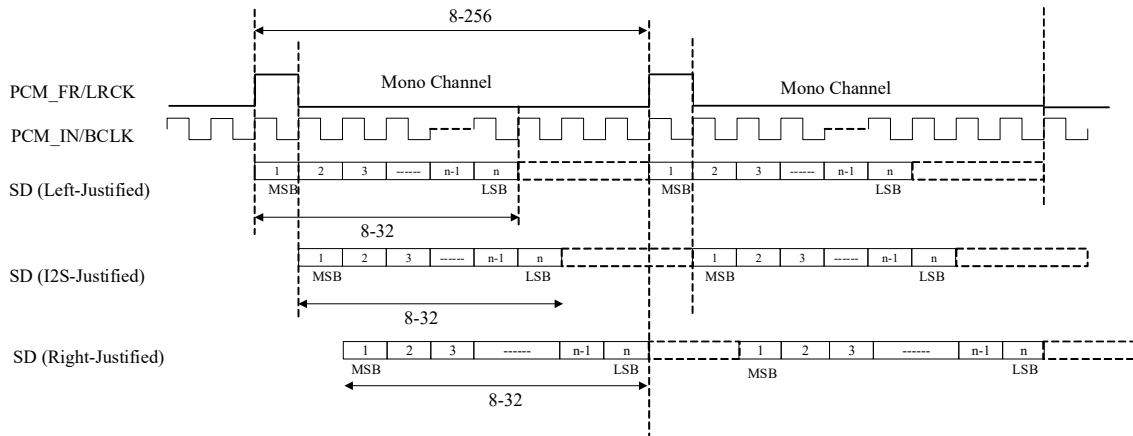 8-256
PCM_FR/LRCK Mono Channel Mono Channel
PCM_IN/BCLK
SD (Left-Justified) 1 2 3 ------ n-1 n 1 2 3 ------ n-1 n
MSB LSB MSB LSB
8-32
SD (I2S-Justified) 1 2 3 ------ n-1 n 1 2 3 ------ n-1 n
MSB LSB MSB LSB
8-32
SD (Right-Justified) 1 2 3 ------ n-1 n 1 2 3 ------ n-1 n
MSB LSB MSB LSB
8-32